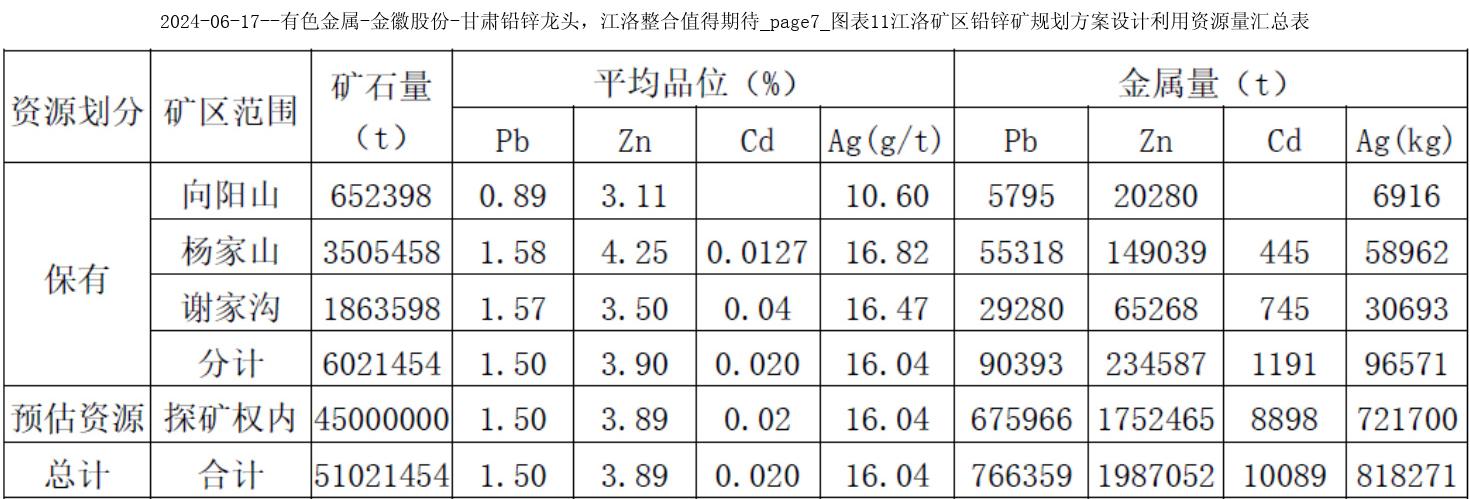 2024-06-17--有色金属-金徽股份-甘肃铅锌龙头，江洛整合值得期待_page7_图表11江洛矿区铅锌矿规划方案设计利用资源量汇总表
资源划分 矿区范围 矿石量（t） 平均品位（%） 金属量（t）
Pb Zn Cd Ag(g/t) Pb Zn Cd Ag(kg)
保有 向阳山 652398 0.89 3.11 10.60 5795 20280 6916
杨家山 3505458 1.58 4.25 0.0127 16.82 55318 149039 445 58962
谢家沟 1863598 1.57 3.50 0.04 16.47 29280 65268 745 30693
分计 6021454 1.50 3.90 0.020 16.04 90393 234587 1191 96571
预估资源 探矿权内 45000000 1.50 3.89 0.02 16.04 675966 1752465 8898 721700
总计 合计 51021454 1.50 3.89 0.020 16.04 766359 1987052 10089 818271